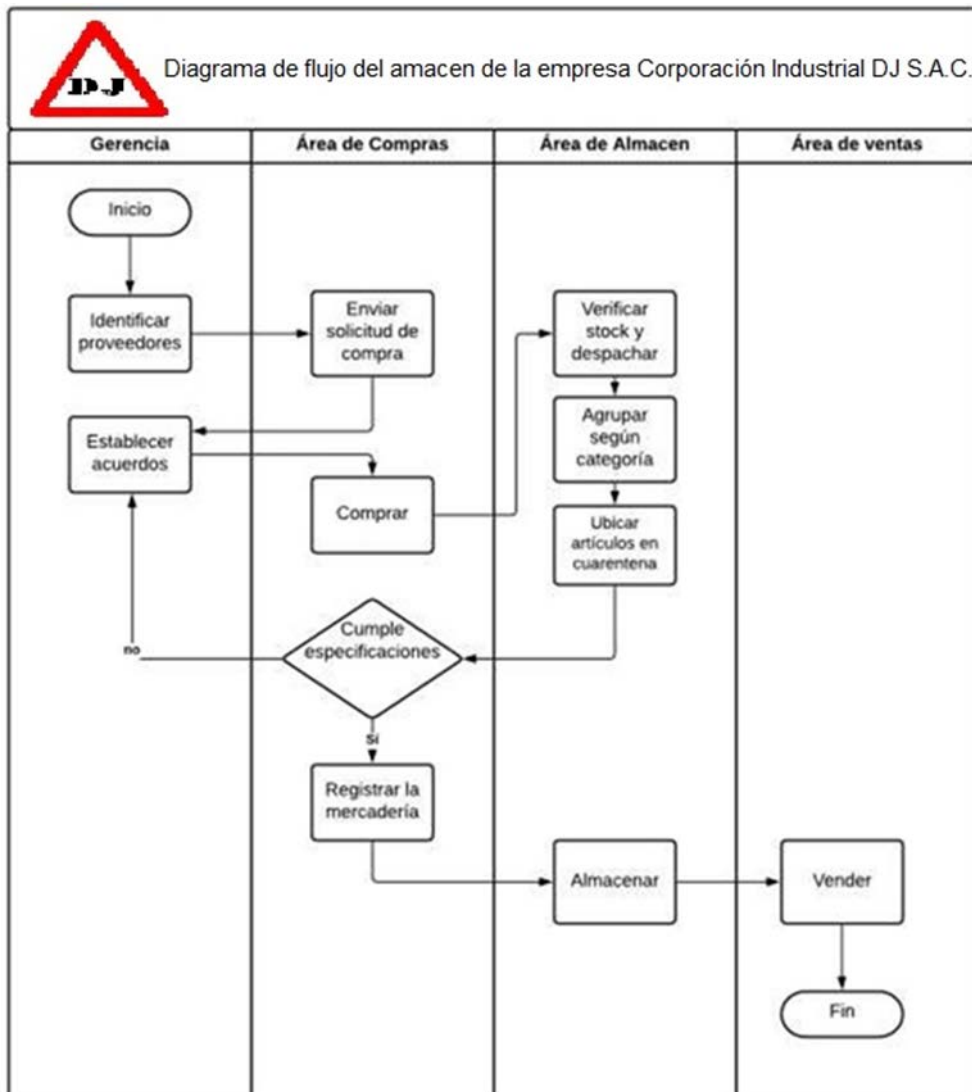 DJ
Diagrama de flujo del amacen de la empresa Corporación Industrial DJ S.A.C.
Gerencia
Área de Compras
Área de Almacen
Área de ventas
Inicio
Identificar
proveedores
Enviar
solicitud de
compra
Verificar
stock y
despachar
Establecer
acuerdos
Agrupar
según
categoría
Comprar
Ubicar
artículos en
cuarentena
Cumple
especificaciones
no
Sí
Registrar la
mercadería
Almacenar
Vender
Fin